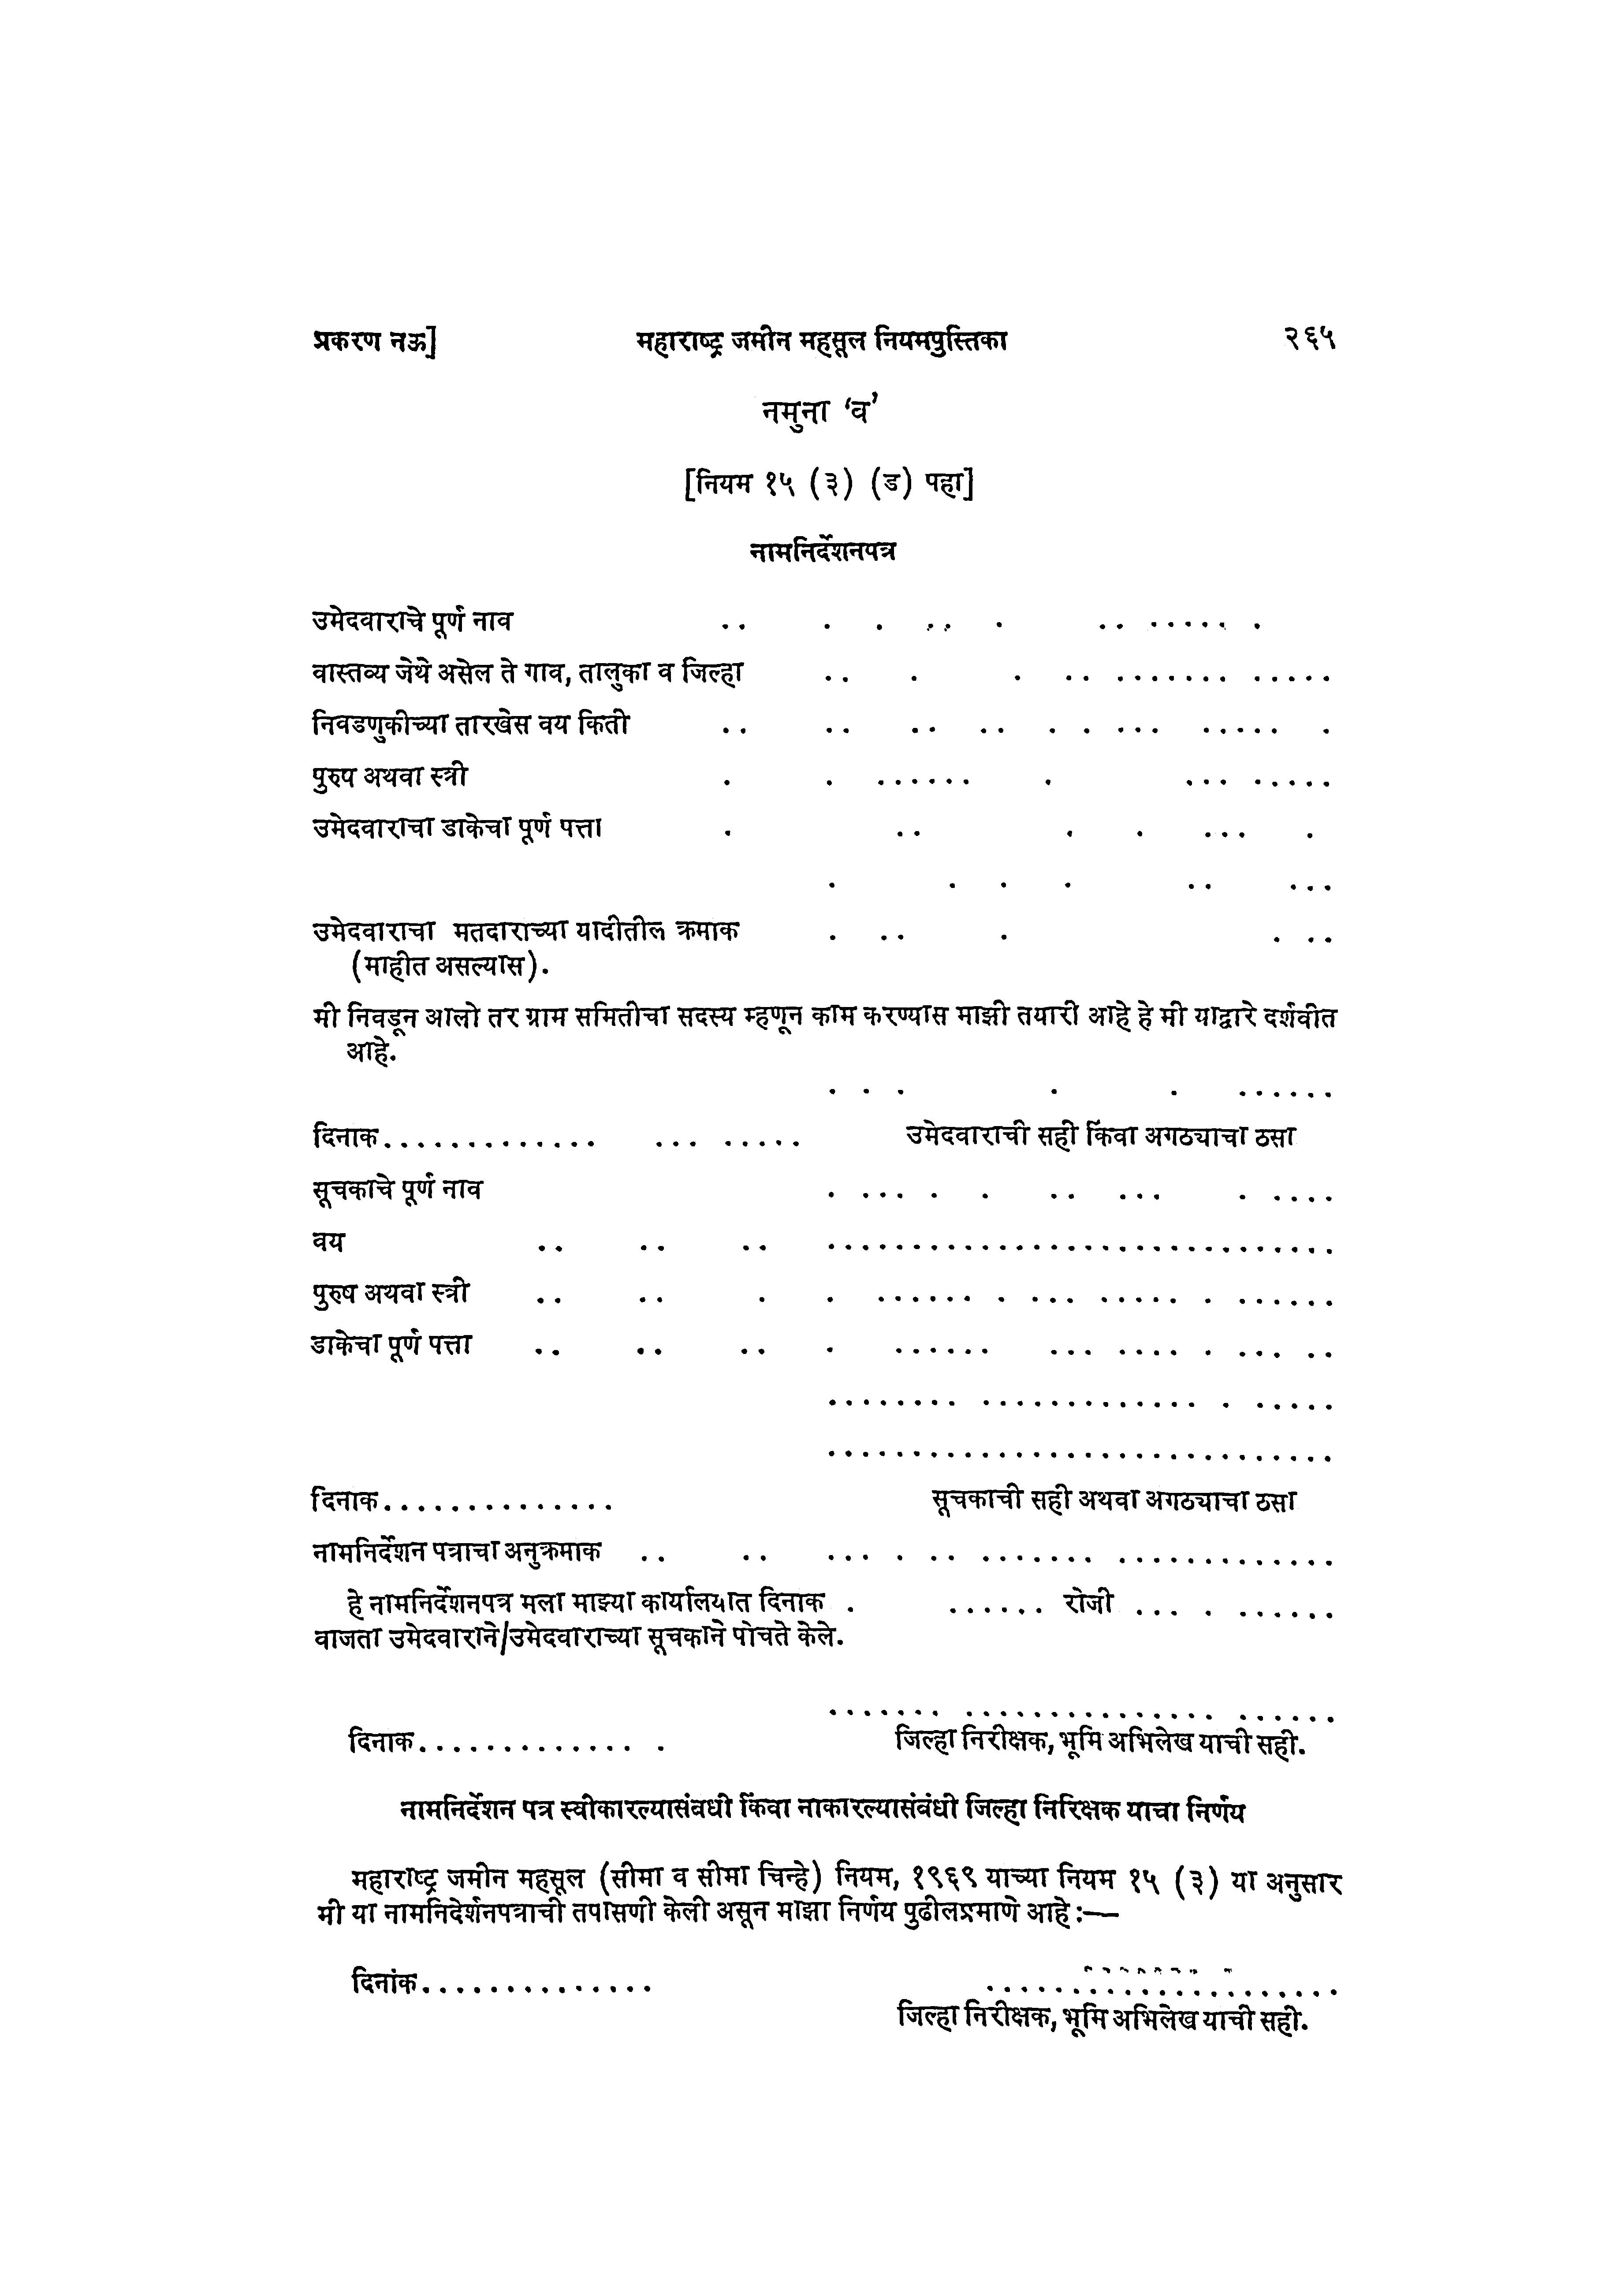 प्रकरण नऊ] महाराष्ट्र जमीन महसूल नियमपुस्तिका २६५
नमुना ‘व’
[नियम १५ (३) (ड) पहा]
नामनिर्देशनपत्र
उमेदवाराचे पूर्ण नाव . . . . . . . . . . . . . . .
वास्तव्य जेथे असेल ते गाव, तालुका व जिल्हा . . . . . . . . . . . . . . . . . .
निवडणुकीच्या तारखेस वय किती . . . . . . . . . . . . . . . . . . .
पुरुष अथवा स्त्री . . . . . . . . . . . . . . . . .
उमेदवाराचा डाकेचा पूर्ण पत्ता . . . . . . . . .
. . . . . . . . .
उमेदवाराचा मतदाराच्या यादीतील क्रमाक . . . . . . .
(माहीत असल्यास).
मी निवडून आलो तर ग्राम समितीचा सदस्य म्हणून काम करण्यास माझी तयारी आहे हे मी याद्वारे दर्शवीत
आहे.
. . . . . . . . . . .
दिनाक. . . . . . . . . . . . . . . . . . . . . उमेदवाराची सही किंवा अगठ्याचा ठसा
सूचकाचे पूर्ण नाव . . . . . . . . . . . . . . . . .
वय . . . . . . . . . . . . . . . . . . . . . . . . . . . . . . . . . . . .
पुरुष अथवा स्त्री . . . . . . . . . . . . . . . . . . . . . . . . . . . .
डाकेचा पूर्ण पत्ता . . . . . . . . . . . . . . . . . . . . . . . . . . .
. . . . . . . . . . . . . . . . . . . . . . . . . . .
. . . . . . . . . . . . . . . . . . . . . . . . . . . . . .
दिनाक. . . . . . . . . . . . . . सूचकाची सही अथवा अगठ्याचा ठसा
नामनिर्देशन पत्राचा अनुक्रमाक . . . . . . . . . . . . . . . . . . . . . . . . . . . . . .
हे नामनिर्देशनपत्र मला माझ्या कार्यालयात दिनाक . . . . . . . रोजी . . . . . . . . . .
वाजता उमेदवाराने/उमेदवाराच्या सूचकाने पोचते केले.
. . . . . . . . . . . . . . . . . . . . . . . . . . . .
दिनाक. . . . . . . . . . . . . . जिल्हा निरीक्षक, भूमि अभिलेख याची सही.
नामनिर्देशन पत्र स्वीकारल्यासंवधी किंवा नाकारल्यासंबंधी जिल्हा निरिक्षक याचा निर्णय
महाराष्ट्र जमीन महसूल (सीमा व सीमा चिन्हे) नियम, १९६९ याच्या नियम १५ (३) या अनुसार
मी या नामनिदेर्शनपत्राची तपासणी केली असून माझा निर्णय पुढीलप्रमाणे आहे :—
दिनांक. . . . . . . . . . . . . . . . . . . . . . . . . . . . . . . . . . .
जिल्हा निरीक्षक, भूमि अभिलेख याची सही.